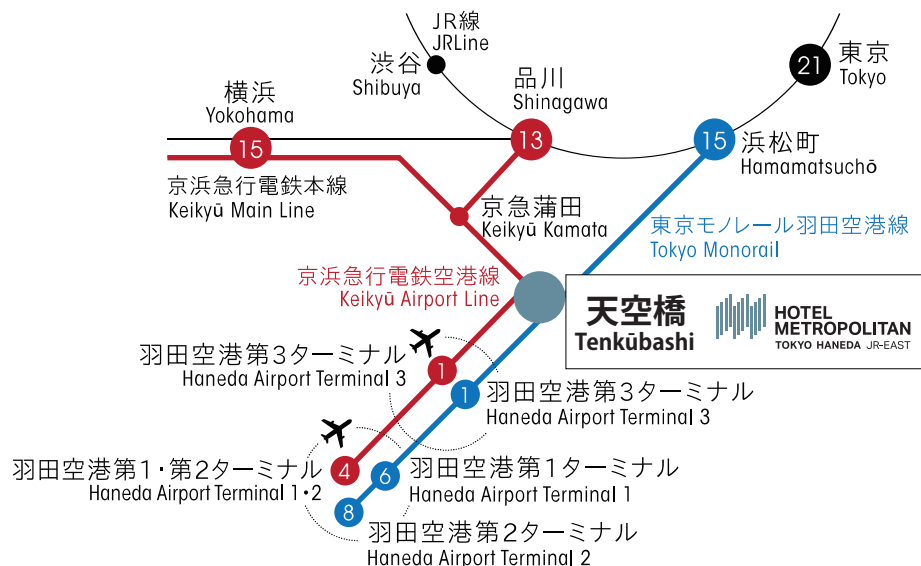 JR線
JRLine
渋谷
Shibuya
品川
Shinagawa
21
東京
Tokyo
横浜
Yokohama
15
13
15
浜松町
Hamamatsuchō
京浜急行電鉄本線
Keikyū Main Line
京急蒲田
Keikyū Kamata
東京モノレール羽田空港線
Tokyo Monorail
京浜急行電鉄空港線
Keikyū Airport Line
天空橋
Tenkūbashi
HOTEL
METROPOLITAN
TOKYO HANEDA JR-EAST
羽田空港第3ターミナル
Haneda Airport Terminal 3
1
1
羽田空港第3ターミナル
Haneda Airport Terminal 3
羽田空港第1・第2ターミナル
Haneda Airport Terminal 1・2
4
6
羽田空港第1ターミナル
Haneda Airport Terminal 1
8
羽田空港第2ターミナル
Haneda Airport Terminal 2